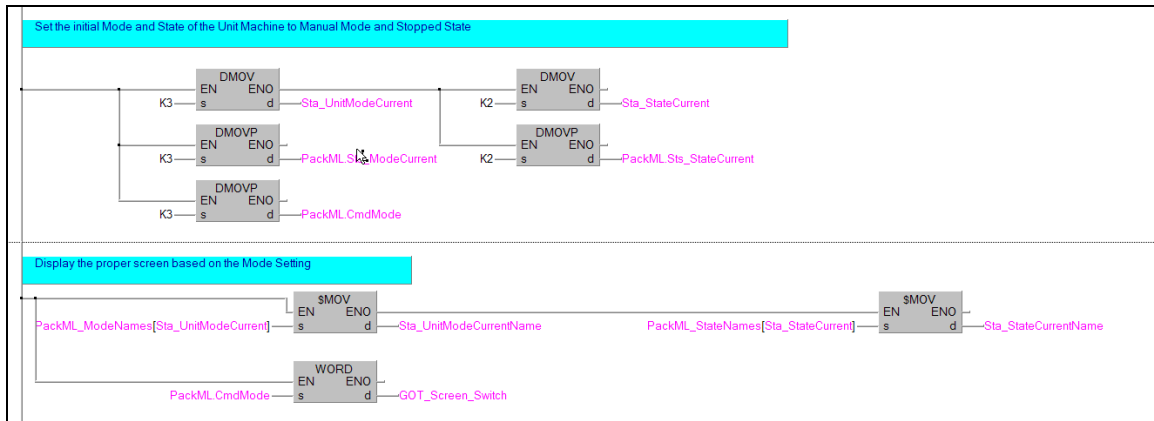 Set the initial Mode and State of the Unit Machine to Manual Mode and Stopped State
DMOV
EN ENO
K3 s d Sta_UnitModeCurrent
DMOV
EN ENO
K2 s d Sta_StateCurrent
DMOVP
EN ENO
K3 s d
DMOVP
EN ENO
K2 s d PackML.Sts_StateCurrent
DMOVP
EN ENO
K3 s d PackML.CmdMode
Display the proper screen based on the Mode Setting
$MOV
EN ENO
PackML_ModeNames[Sta_UnitModeCurrent] s d Sta_UnitModeCurrentName
$MOV
EN ENO
PackML_StateNames[Sta_StateCurrent] s d Sta_StateCurrentName
WORD
EN ENO
PackML.CmdMode s d GOT_Screen_Switch